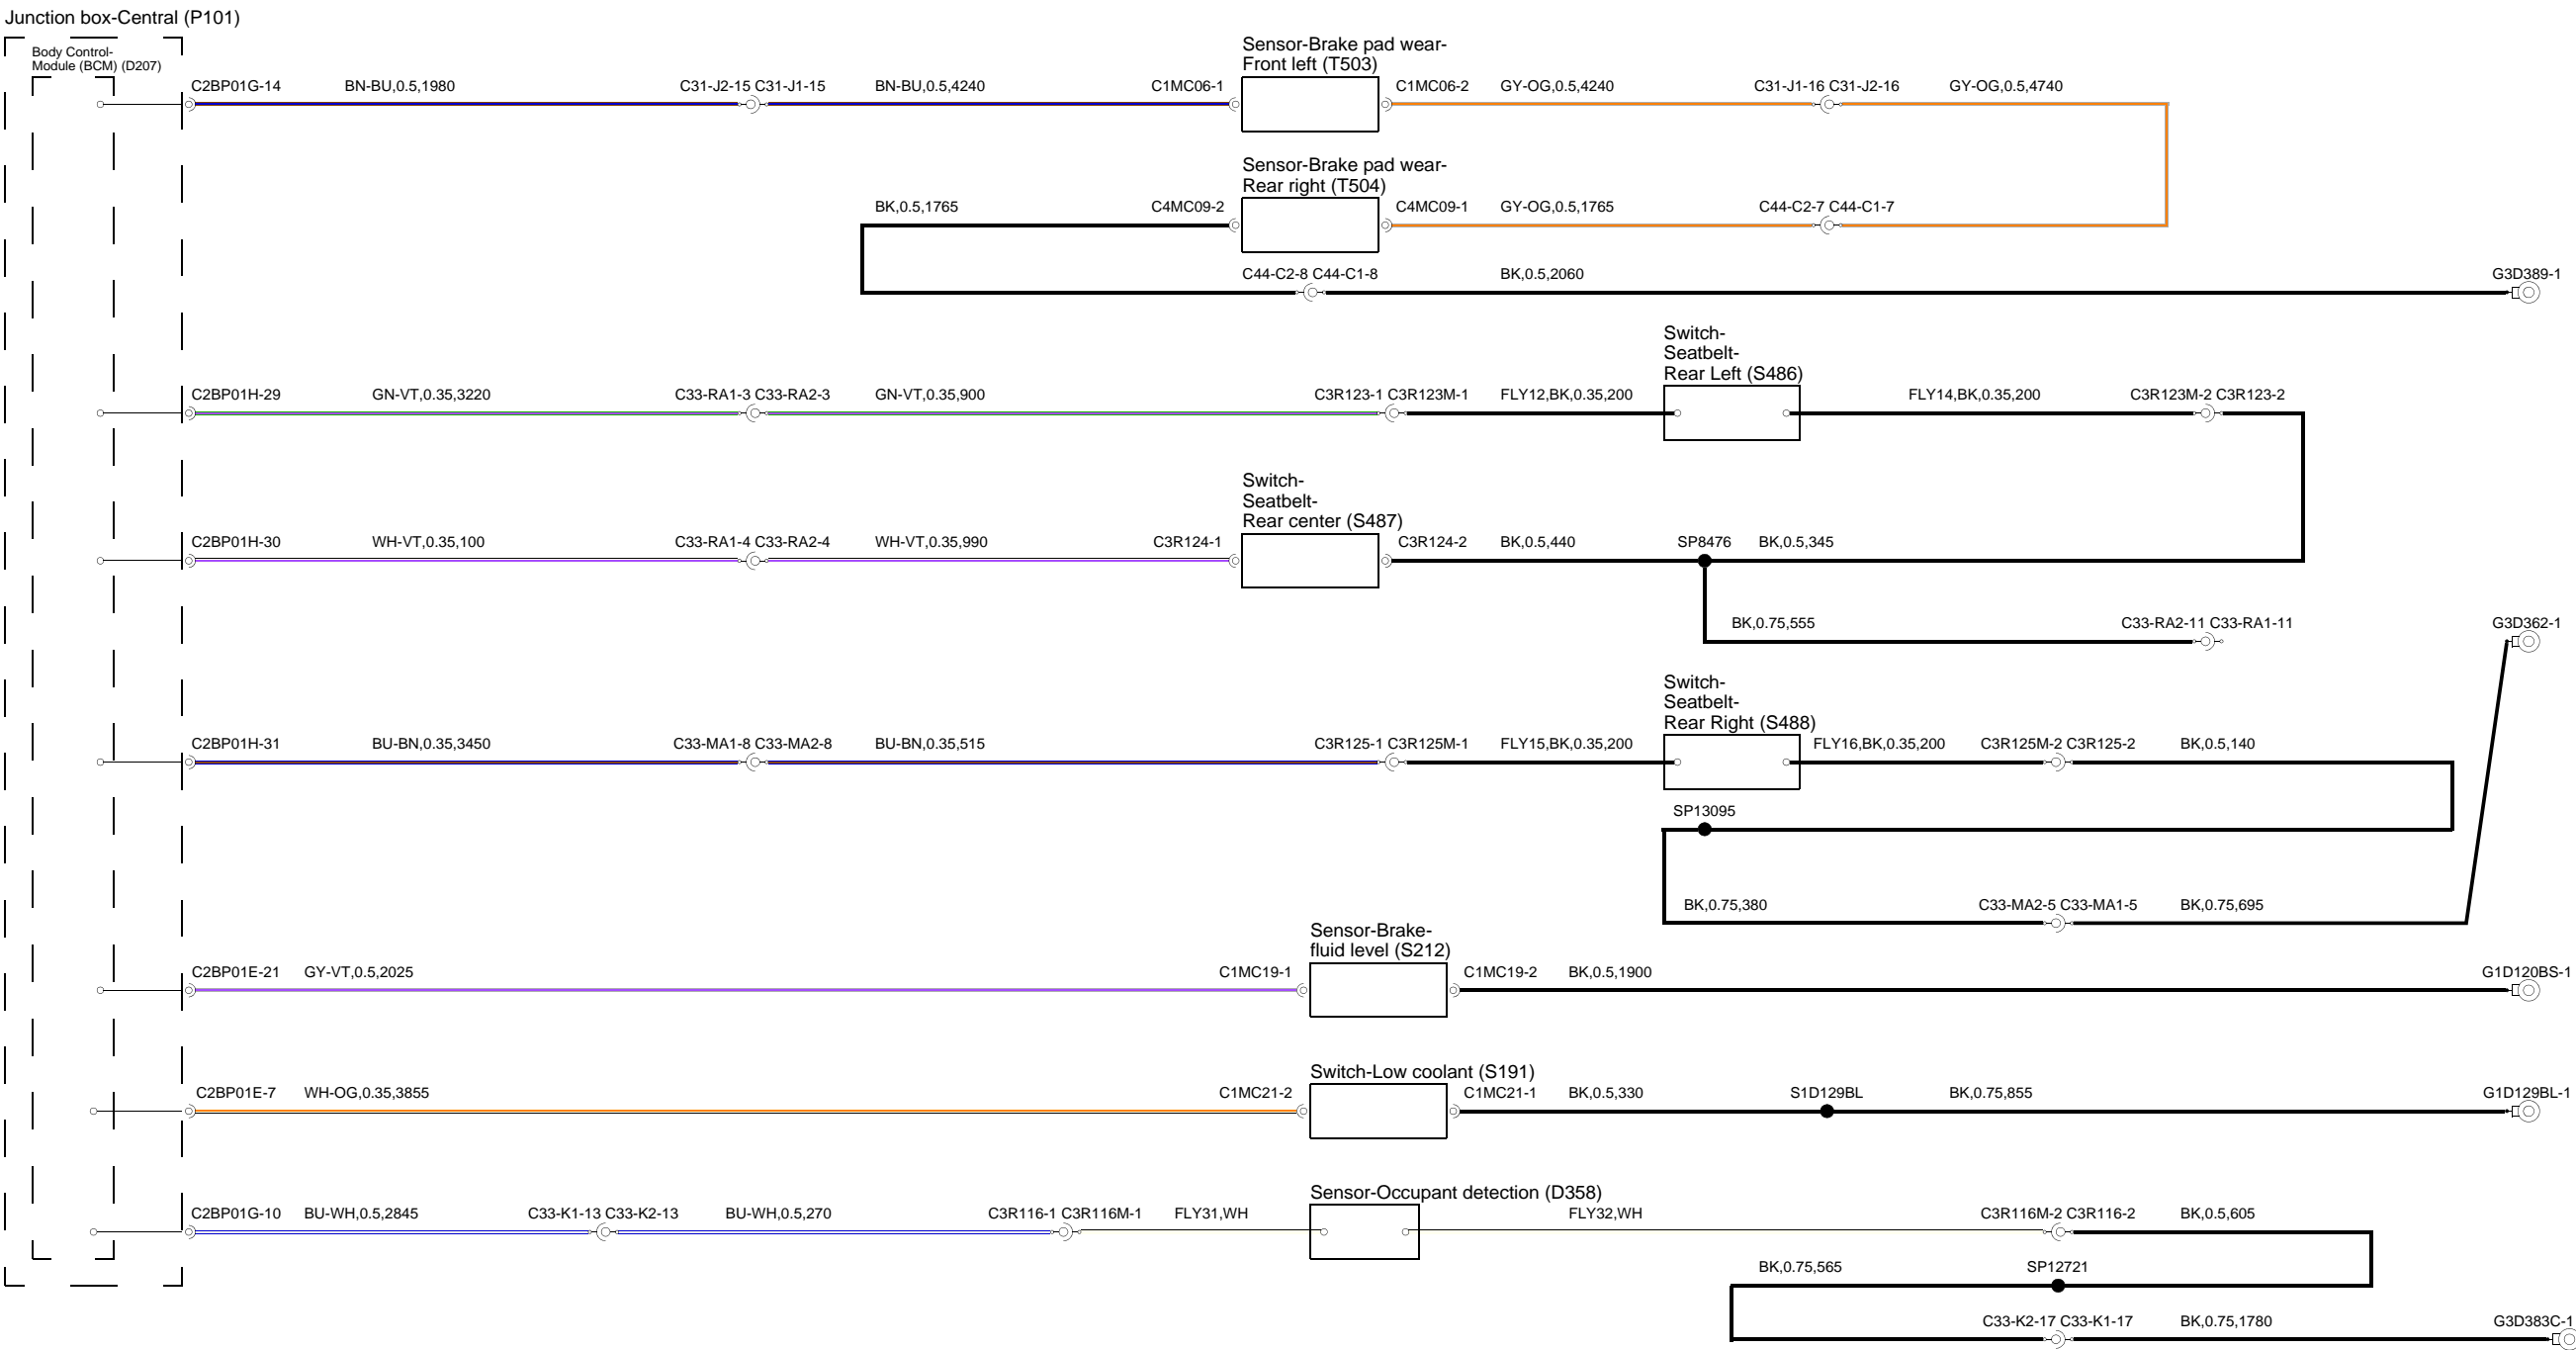 Junction box-Central (P101)
Body Control-
Module (BCM) (D207)
Sensor-Brake pad wear-
Front left (T503)
C2BP01G-14 BN-BU,0.5,1980 C31-J2-15 C31-J1-15 BN-BU,0.5,4240 C1MC06-1 C1MC06-2 GY-OG,0.5,4240 C31-J1-16 C31-J2-16 GY-OG,0.5,4740
Sensor-Brake pad wear-
Rear right (T504)
BK,0.5,1765 C4MC09-2 C4MC09-1 GY-OG,0.5,1765 C44-C2-7 C44-C1-7
C44-C2-8 C44-C1-8 BK,0.5,2060 G3D389-1
Switch-
Seatbelt-
Rear Left (S486)
C2BP01H-29 GN-VT,0.35,3220 C33-RA1-3 C33-RA2-3 GN-VT,0.35,900 C3R123-1 C3R123M-1 FLY12,BK,0.35,200 FLY14,BK,0.35,200 C3R123M-2 C3R123-2
Switch-
Seatbelt-
Rear center (S487)
C2BP01H-30 WH-VT,0.35,100 C33-RA1-4 C33-RA2-4 WH-VT,0.35,990 C3R124-1 C3R124-2 BK,0.5,440 SP8476 BK,0.5,345
BK,0.75,555 C33-RA2-11 C33-RA1-11 G3D362-1
Switch-
Seatbelt-
Rear Right (S488)
C2BP01H-31 BU-BN,0.35,3450 C33-MA1-8 C33-MA2-8 BU-BN,0.35,515 C3R125-1 C3R125M-1 FLY15,BK,0.35,200 FLY16,BK,0.35,200 C3R125M-2 C3R125-2 BK,0.5,140
SP13095
BK,0.75,380 C33-MA2-5 C33-MA1-5 BK,0.75,695
Sensor-Brake-
fluid level (S212)
C2BP01E-21 GY-VT,0.5,2025 C1MC19-1 C1MC19-2 BK,0.5,1900 G1D120BS-1
Switch-Low coolant (S191)
C2BP01E-7 WH-OG,0.35,3855 C1MC21-2 C1MC21-1 BK,0.5,330 S1D129BL BK,0.75,855 G1D129BL-1
Sensor-Occupant detection (D358)
C2BP01G-10 BU-WH,0.5,2845 C33-K1-13 C33-K2-13 BU-WH,0.5,270 C3R116-1 C3R116M-1 FLY31,WH FLY32,WH C3R116M-2 C3R116-2 BK,0.5,605
BK,0.75,565 SP12721
C33-K2-17 C33-K1-17 BK,0.75,1780 G3D383C-1